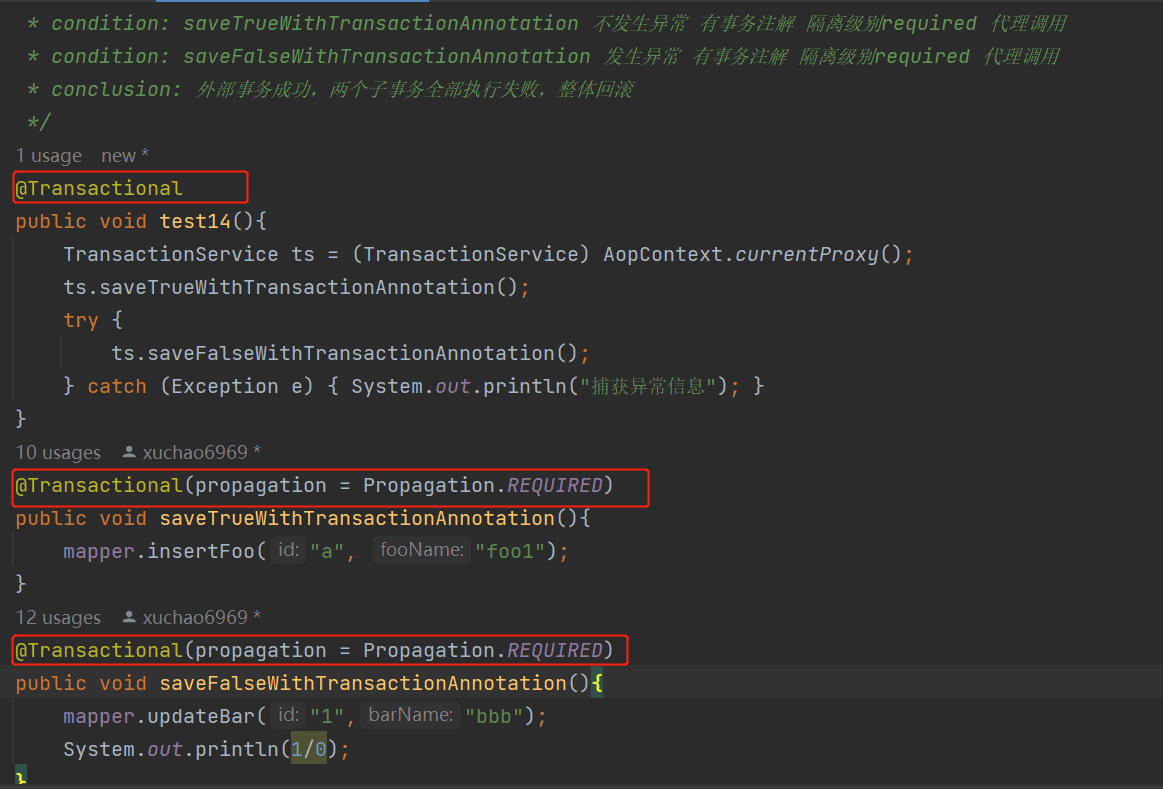 * condition: saveTrueWithTransactionAnnotation 不发生异常 有事务注解 隔离级别required 代理调用
* condition: saveFalseWithTransactionAnnotation 发生异常 有事务注解 隔离级别required 代理调用
* conclusion: 外部事务成功，两个子事务全部执行失败，整体回滚
*/
1 usage new *
@Transactional
public void test14(){
TransactionService ts = (TransactionService) AopContext.currentProxy();
ts.saveTrueWithTransactionAnnotation();
try {
ts.saveFalseWithTransactionAnnotation();
} catch (Exception e) { System.out.println("捕获异常信息"); }
}
10 usages xuchao6969 *
@Transactional(propagation = Propagation.REQUIRED)
public void saveTrueWithTransactionAnnotation(){
mapper.insertFoo( id: "a", fooName: "foo1");
}
12 usages xuchao6969 *
@Transactional(propagation = Propagation.REQUIRED)
public void saveFalseWithTransactionAnnotation(){
mapper.updateBar( id: "1", barName: "bbb");
System.out.println(1/0);
}